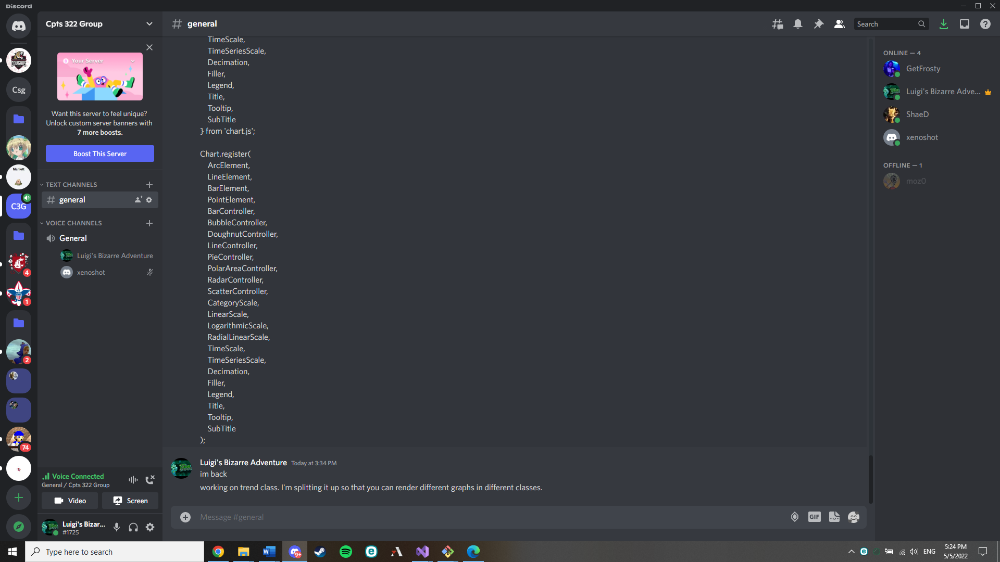 Discord
Cpts 322 Group
general
Search
Your Server
Want this server to feel unique?
Unlock custom server banners with
7 more boosts.
Boost This Server
TEXT CHANNELS
general
VOICE CHANNELS
General
Luigi's Bizarre Adventure
xenoshot
Csg
Manlett
C3G
COUGARS
4
1
2
74
Voice Connected
General / Cpts 322 Group
Video
Screen
Luigi's Bizar...
#1725
TimeScale,
TimeSeriesScale,
Decimation,
Filler,
Legend,
Title,
Tooltip,
SubTitle
} from 'chart.js';
Chart.register(
ArcElement,
LineElement,
BarElement,
PointElement,
BarController,
BubbleController,
DoughnutController,
LineController,
PieController,
PolarAreaController,
RadarController,
ScatterController,
CategoryScale,
LinearScale,
LogarithmicScale,
RadialLinearScale,
TimeScale,
TimeSeriesScale,
Decimation,
Filler,
Legend,
Title,
Tooltip,
SubTitle
);
Luigi's Bizarre Adventure Today at 3:34 PM
im back
working on trend class. I'm splitting it up so that you can render different graphs in different classes.
Message #general
GIF
ONLINE — 4
GetFrosty
Luigi's Bizarre Adve...
ShaeD
xenoshot
OFFLINE — 1
moz0
Type here to search
9+
ENG
5:24 PM
5/5/2022